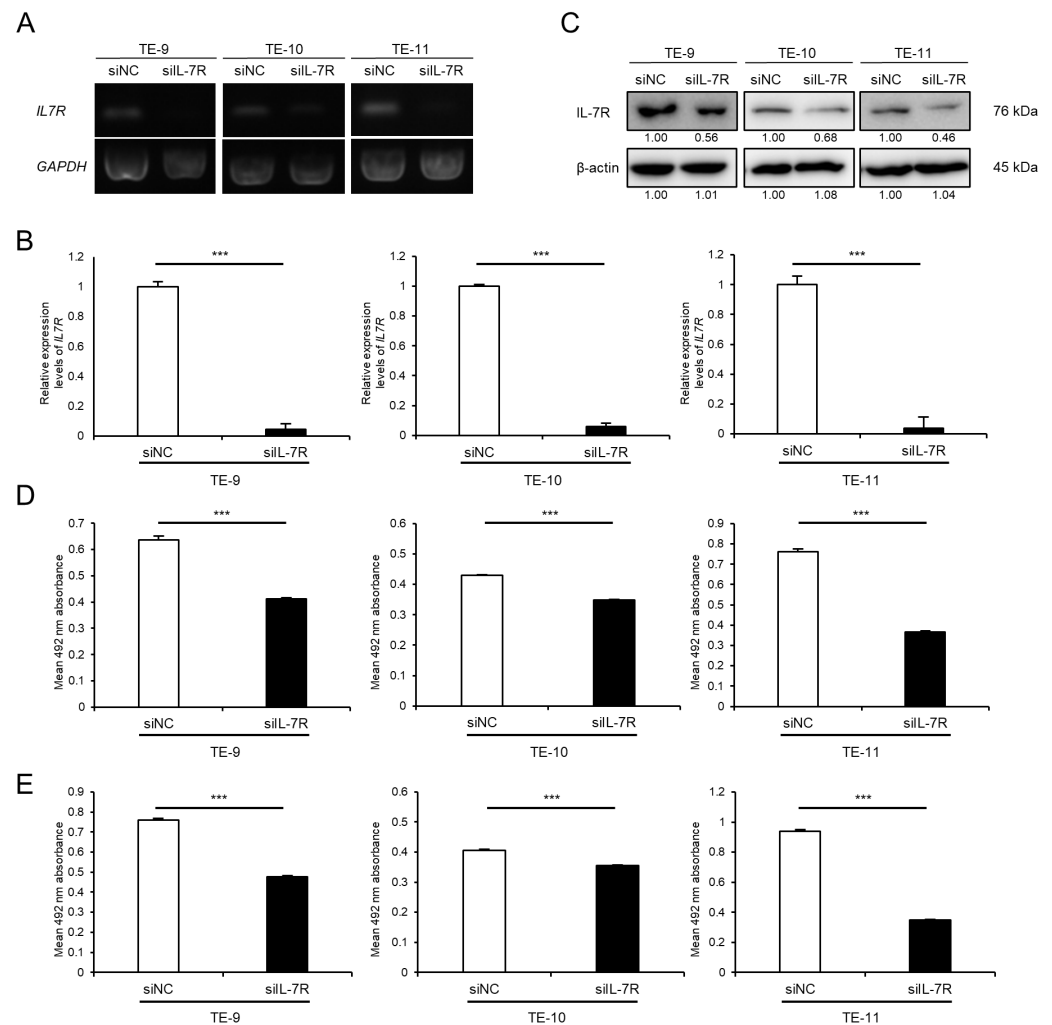 A
TE-9 TE-10 TE-11
siNC siIL-7R siNC siIL-7R siNC siIL-7R
IL7R
GAPDH
C
TE-9 TE-10 TE-11
siNC siIL-7R siNC siIL-7R siNC siIL-7R
IL-7R 76 kDa
1.00 0.56 1.00 0.68 1.00 0.46
β-actin 45 kDa
1.00 1.01 1.00 1.08 1.00 1.04
B
Relative expression
levels of IL7R
1.2
1
0.8
0.6
0.4
0.2
0
***
siNC siIL-7R
TE-9
Relative expression
levels of IL7R
1.2
1
0.8
0.6
0.4
0.2
0
***
siNC siIL-7R
TE-10
Relative expression
levels of IL7R
1.2
1
0.8
0.6
0.4
0.2
0
***
siNC siIL-7R
TE-11
D
Mean 492 nm absorbance
0.7
0.6
0.5
0.4
0.3
0.2
0.1
0
***
siNC siIL-7R
TE-9
Mean 492 nm absorbance
0.6
0.5
0.4
0.3
0.2
0.1
0
***
siNC siIL-7R
TE-10
Mean 492 nm absorbance
0.9
0.8
0.7
0.6
0.5
0.4
0.3
0.2
0.1
0
***
siNC siIL-7R
TE-11
E
Mean 492 nm absorbance
0.9
0.8
0.7
0.6
0.5
0.4
0.3
0.2
0.1
0
***
siNC siIL-7R
TE-9
Mean 492 nm absorbance
0.6
0.5
0.4
0.3
0.2
0.1
0
***
siNC siIL-7R
TE-10
Mean 492 nm absorbance
1.2
1
0.8
0.6
0.4
0.2
0
***
siNC siIL-7R
TE-11